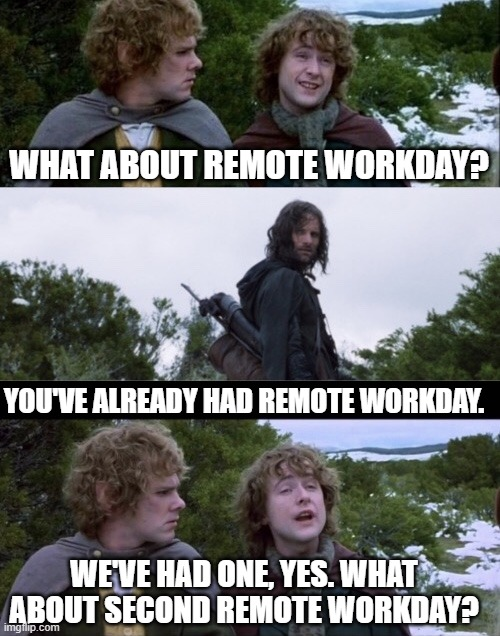 WHAT ABOUT REMOTE WORKDAY?
YOU'VE ALREADY HAD REMOTE WORKDAY.
WE'VE HAD ONE, YES. WHAT
ABOUT SECOND REMOTE WORKDAY?
imgflip.com